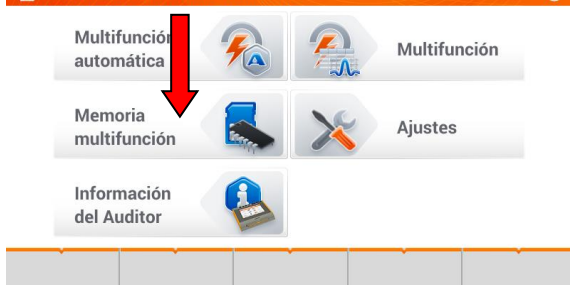 Multifunción
automática
Multifunción
Memoria
multifunción
Ajustes
Información
del Auditor